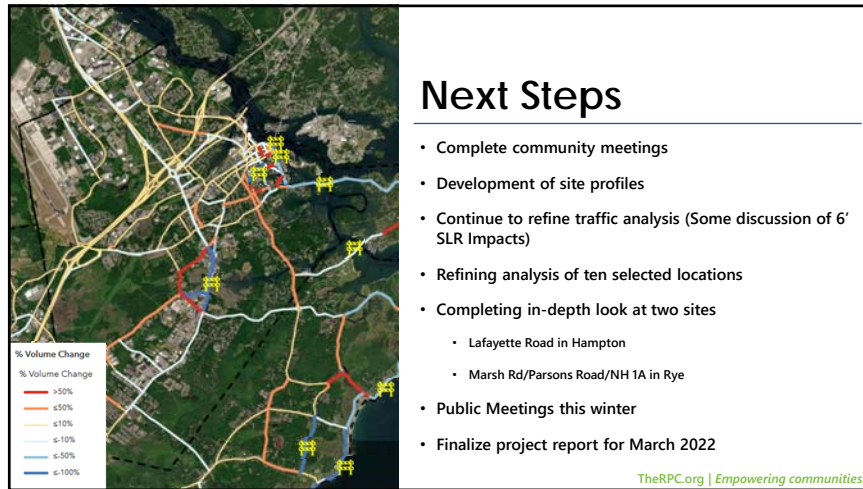 Next Steps
• Complete community meetings
• Development of site profiles
• Continue to refine traffic analysis (Some discussion of 6’
SLR Impacts)
• Refining analysis of ten selected locations
• Completing in-depth look at two sites
• Lafayette Road in Hampton
• Marsh Rd/Parsons Road/NH 1A in Rye
• Public Meetings this winter
• Finalize project report for March 2022
% Volume Change
% Volume Change
>50%
≤50%
≤10%
≤-10%
≤-50%
≤-100%
TheRPC.org | Empowering communities